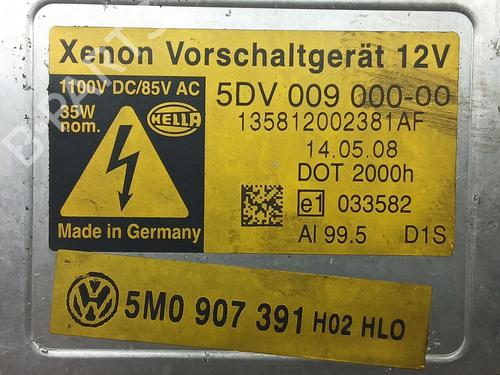 Xenon Vorschaltgerät 12V
1100V DC/85V AC
35W
nom.
HELLA
5DV 009 000-00
135812002381AF
14.05.08
DOT 2000h
e1 033582
Made in Germany
AI 99.5 D1S
VW 5M0 907 391 H02 HLO